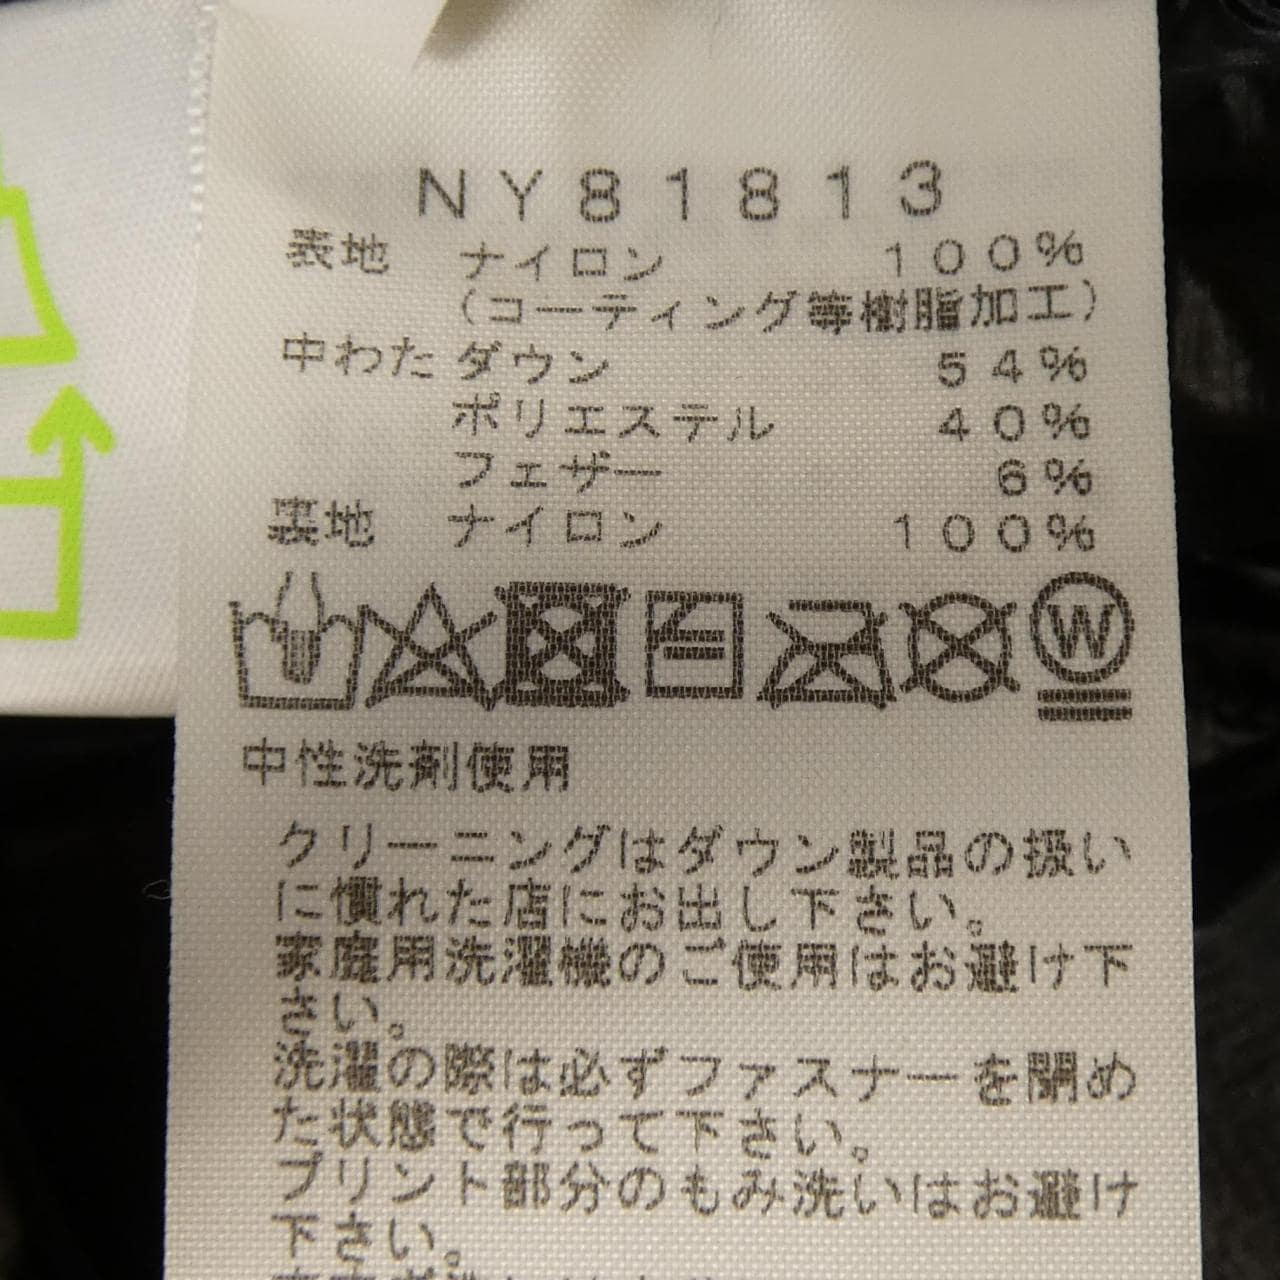 NY81813
表地 ナイロン 100%
(コーティング等樹脂加工)
中わた ダウン 54%
ポリエステル 40%
フェザー 6%
裏地 ナイロン 100%
W
中性洗剤使用
クリーニングはダウン製品の扱い
に慣れた店にお出し下さい。
家庭用洗濯機のご使用はお避け下
さい。
洗濯の際は必ずファスナーを閉め
た状態で行って下さい。
プリント部分のもみ洗いはお避け
下さい。